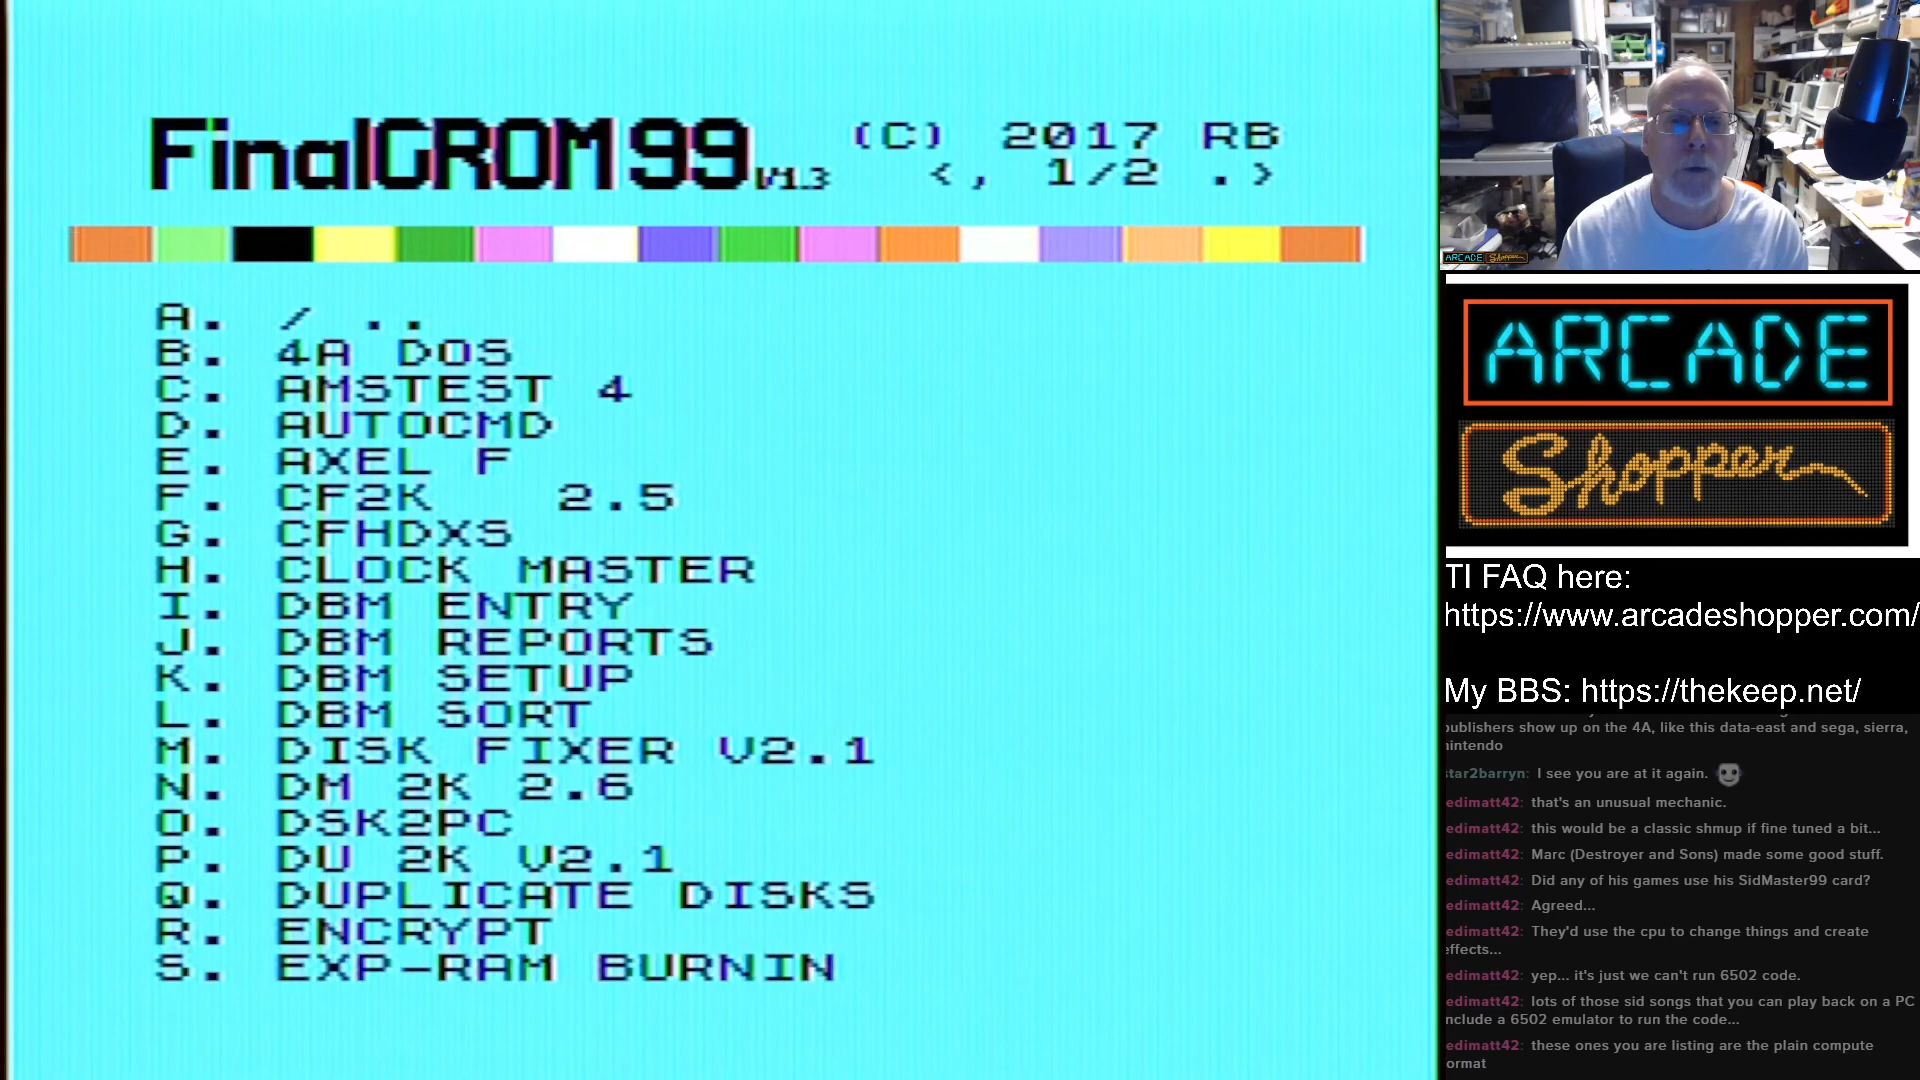 FinalGROM 99 V1.3 (C) 2017 RB
<, 1/2 .>
A. / ..
B. 4A DOS
C. AMSTEST 4
D. AUTOCMD
E. AXEL F
F. CF2K 2.5
G. CFHDXS
H. CLOCK MASTER
I. DBM ENTRY
J. DBM REPORTS
K. DBM SETUP
L. DBM SORT
M. DISK FIXER V2.1
N. DM 2K 2.6
O. DSK2PC
P. DU 2K V2.1
Q. DUPLICATE DISKS
R. ENCRYPT
S. EXP-RAM BURNIN
ARCADE Shopper
ARCADE
Shopper
TI FAQ here:
https://www.arcadeshopper.com/
My BBS: https://thekeep.net/
publishers show up on the 4A, like this data-east and sega, sierra,
nintendo
star2barryn: I see you are at it again.
edimatt42: that's an unusual mechanic.
edimatt42: this would be a classic shmup if fine tuned a bit...
edimatt42: Marc (Destroyer and Sons) made some good stuff.
edimatt42: Did any of his games use his SidMaster99 card?
edimatt42: Agreed...
edimatt42: They'd use the cpu to change things and create
effects...
edimatt42: yep... it's just we can't run 6502 code.
edimatt42: lots of those sid songs that you can play back on a PC
nclude a 6502 emulator to run the code...
edimatt42: these ones you are listing are the plain compute
ormat